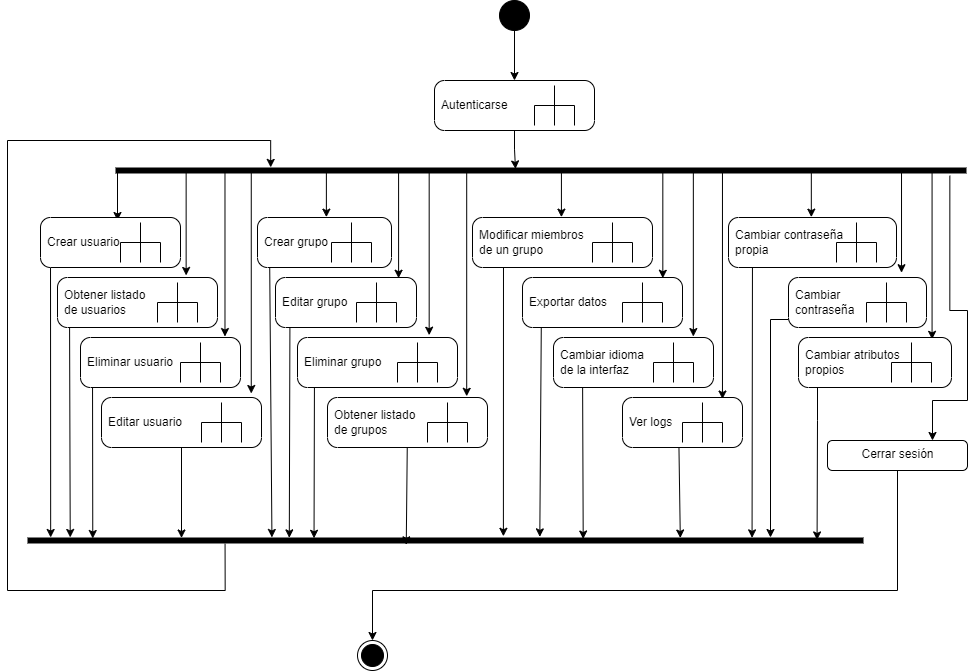 Autenticarse
Crear usuario
Crear grupo
Modificar miembros
de un grupo
Cambiar contraseña
propia
Obtener listado
de usuarios
Editar grupo
Exportar datos
Cambiar
contraseña
Eliminar usuario
Eliminar grupo
Cambiar idioma
de la interfaz
Cambiar atributos
propios
Editar usuario
Obtener listado
de grupos
Ver logs
Cerrar sesión